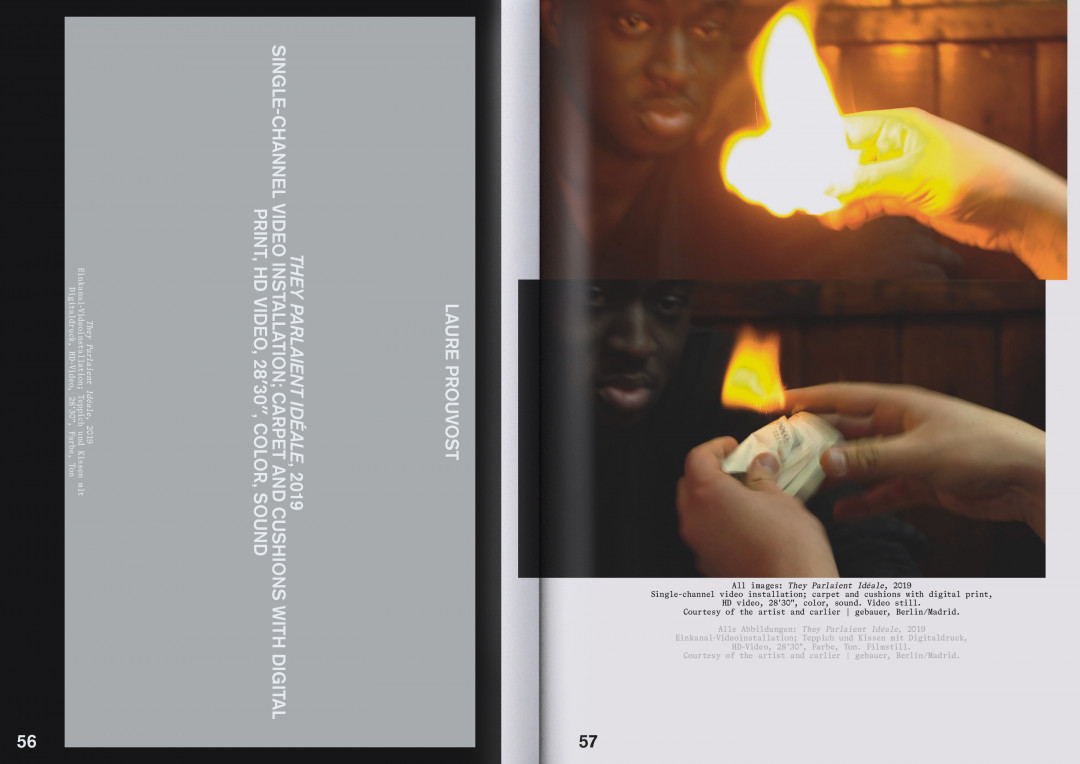 LAURE PROUVOST
THEY PARLAIENT IDÉALE, 2019
SINGLE-CHANNEL VIDEO INSTALLATION; CARPET AND CUSHIONS WITH DIGITAL
PRINT, HD VIDEO, 28′30″, COLOR, SOUND
They Parlaient Idéale, 2019
Einkanal-Videoinstallation; Teppich und Kissen mit
Digitaldruck, HD-Video, 28′30″, Farbe, Ton
56
All images: They Parlaient Idéale, 2019
Single-channel video installation; carpet and cushions with digital print,
HD video, 28′30″, color, sound. Video still.
Courtesy of the artist and carlier | gebauer, Berlin/Madrid.
Alle Abbildungen: They Parlaient Idéale, 2019
Einkanal-Videoinstallation; Teppich und Kissen mit Digitaldruck,
HD-Video, 28′30″, Farbe, Ton. Filmstill.
Courtesy of the artist and carlier | gebauer, Berlin/Madrid.
57